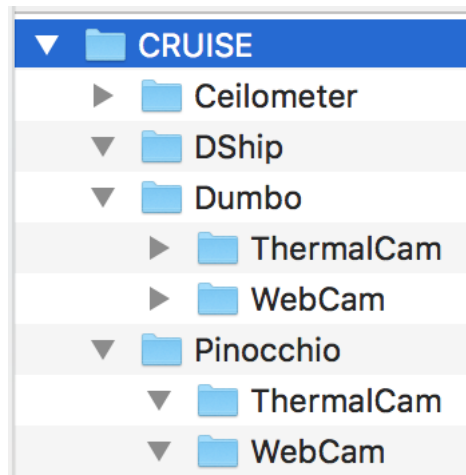 CRUISE
Ceilometer
DShip
Dumbo
ThermalCam
WebCam
Pinocchio
ThermalCam
WebCam